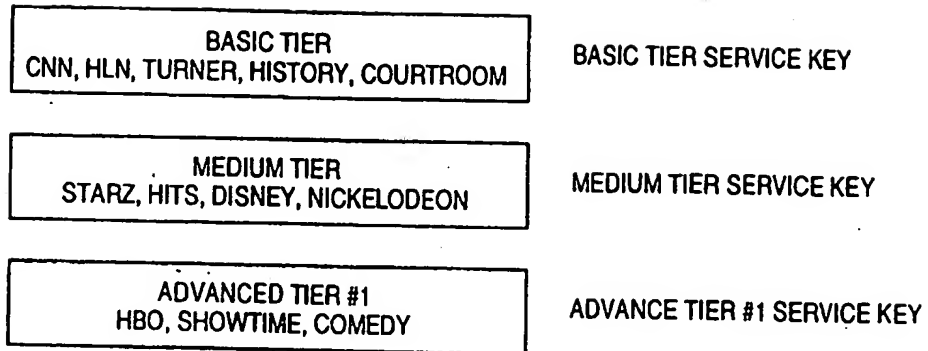 BASIC TIER
CNN, HLN, TURNER, HISTORY, COURTROOM
BASIC TIER SERVICE KEY
MEDIUM TIER
STARZ, HITS, DISNEY, NICKELODEON
MEDIUM TIER SERVICE KEY
ADVANCED TIER #1
HBO, SHOWTIME, COMEDY
ADVANCE TIER #1 SERVICE KEY